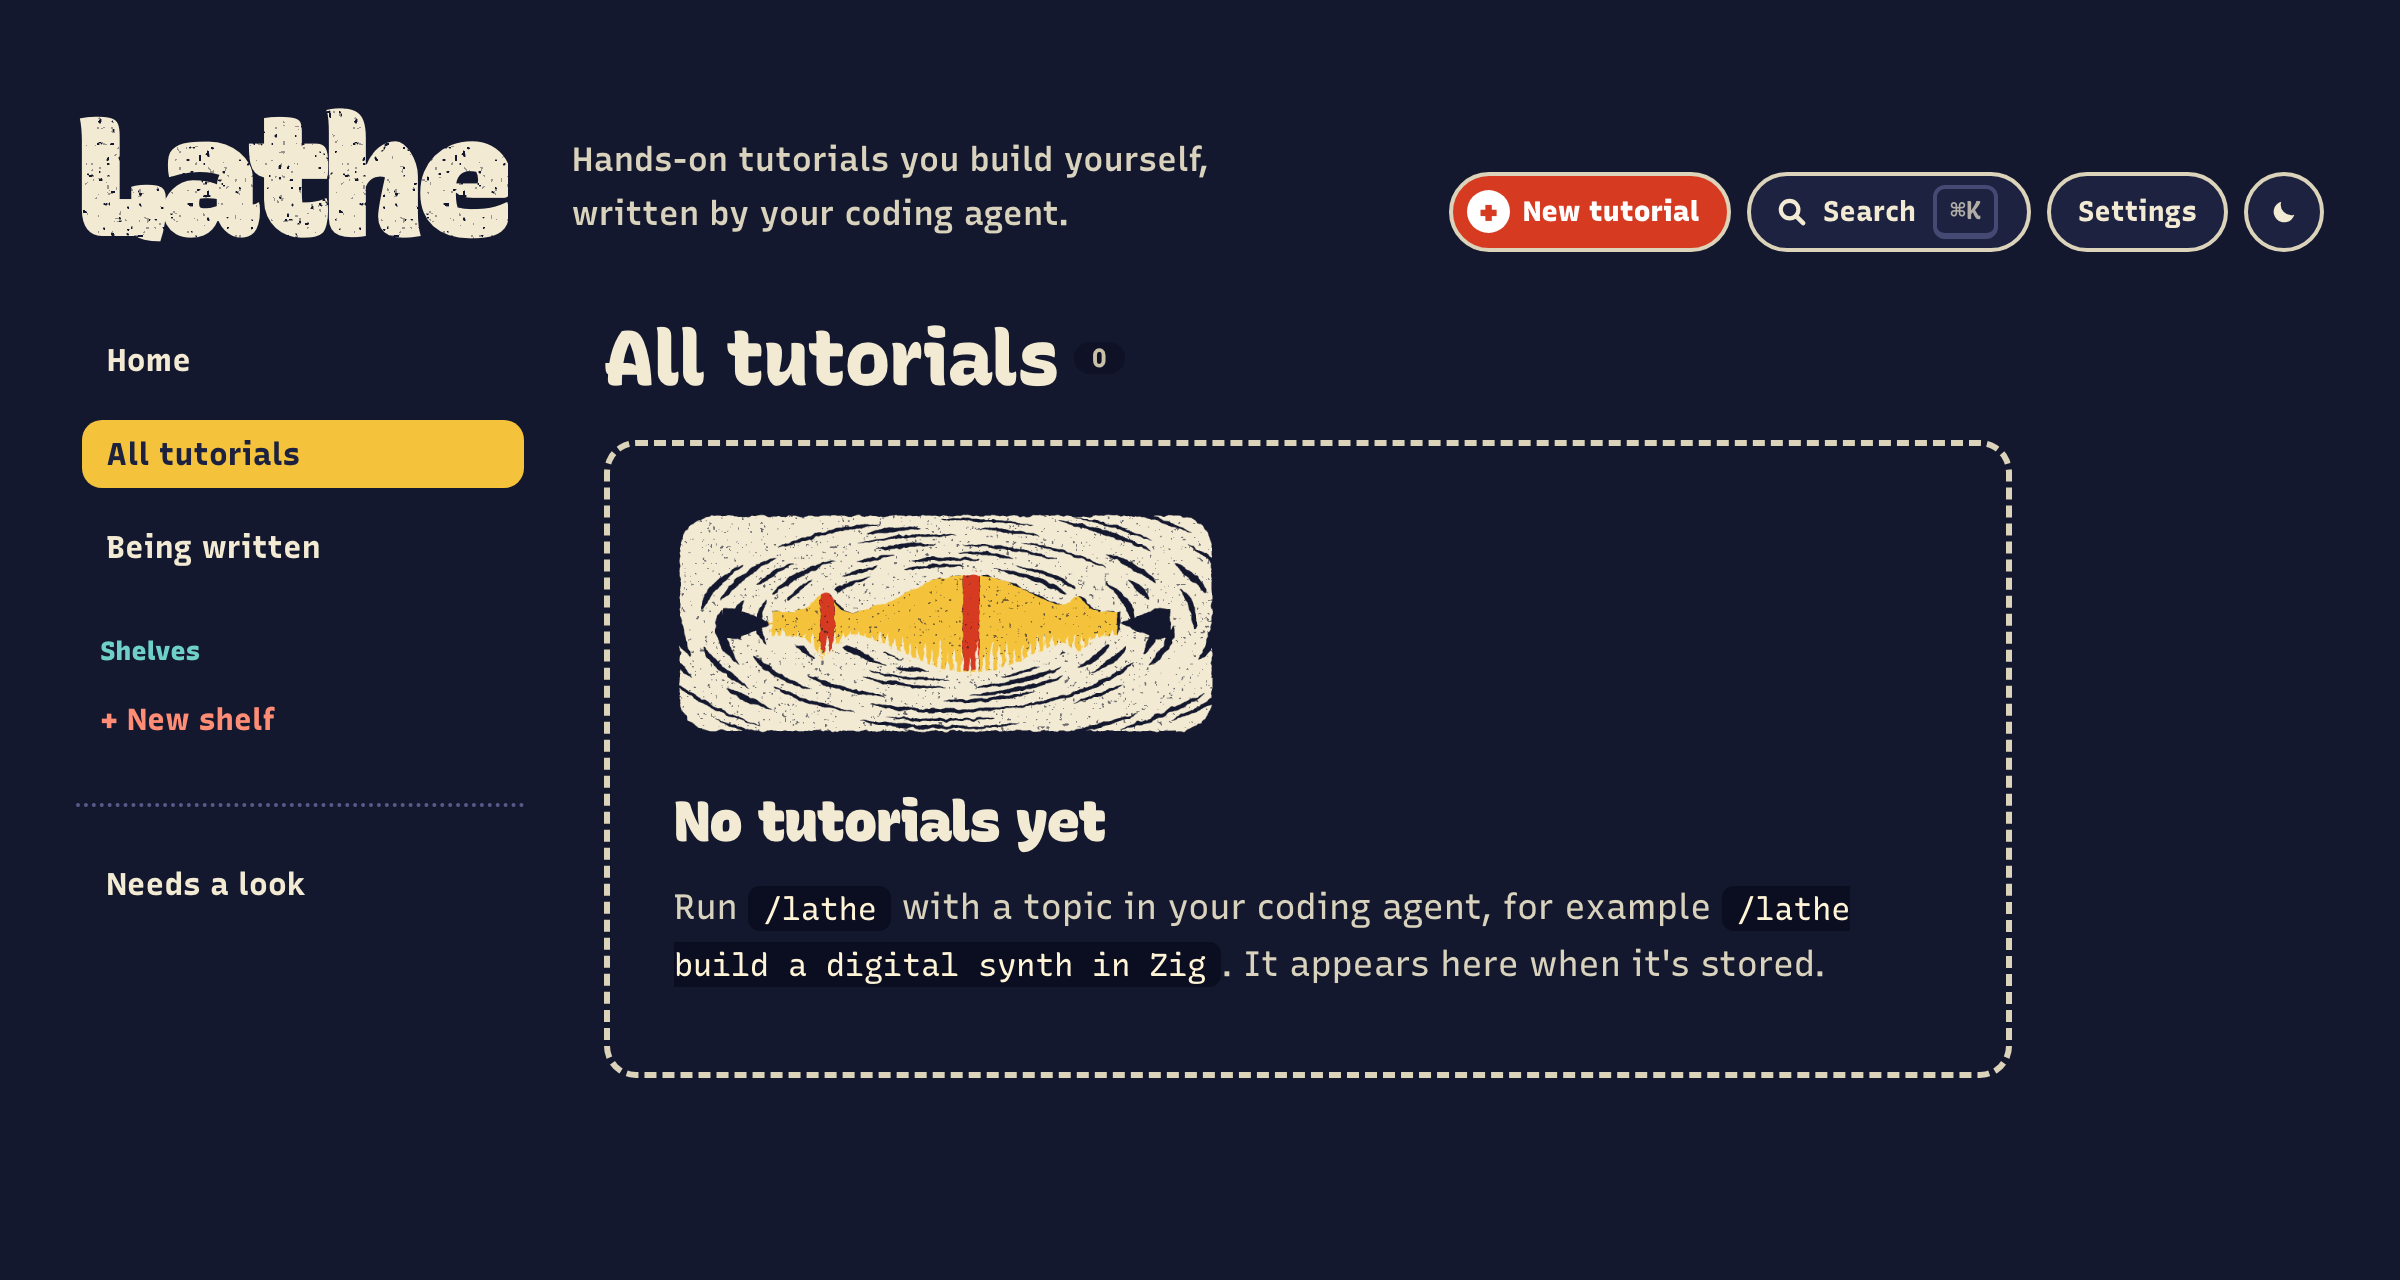 Lathe
Hands-on tutorials you build yourself,
written by your coding agent.
New tutorial
Search ⌘K
Settings
Home
All tutorials
Being written
Shelves
+ New shelf
Needs a look
All tutorials 0
No tutorials yet
Run /lathe with a topic in your coding agent, for example /lathe
build a digital synth in Zig. It appears here when it's stored.